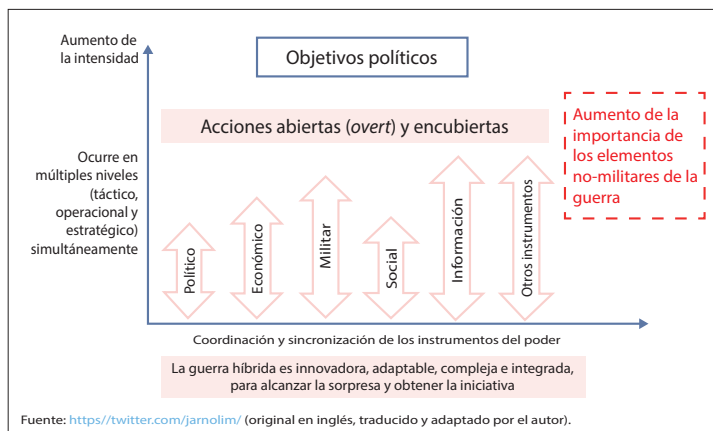 Aumento de
la intensidad
Objetivos políticos
Acciones abiertas (overt) y encubiertas
Aumento de la
importancia de
los elementos
no-militares de la
guerra
Ocurre en
múltiples niveles
(táctico,
operacional y
estratégico)
simultáneamente
Político
Económico
Militar
Social
Información
Otros instrumentos
Coordinación y sincronización de los instrumentos del poder
La guerra híbrida es innovadora, adaptable, compleja e integrada,
para alcanzar la sorpresa y obtener la iniciativa
Fuente: https//twitter.com/jarnolim/ (original en inglés, traducido y adaptado por el autor).